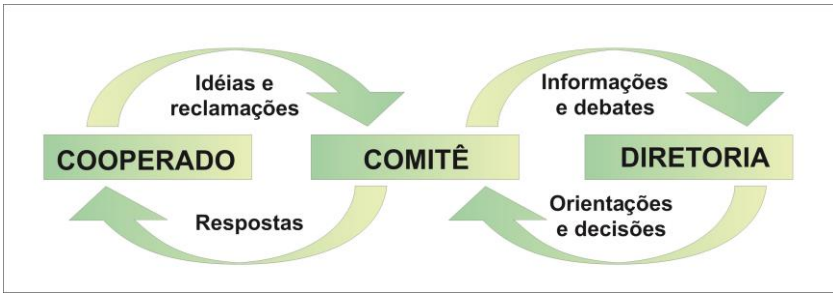 Idéias e
reclamações
Informações
e debates
COOPERADO
COMITÊ
DIRETORIA
Respostas
Orientações
e decisões